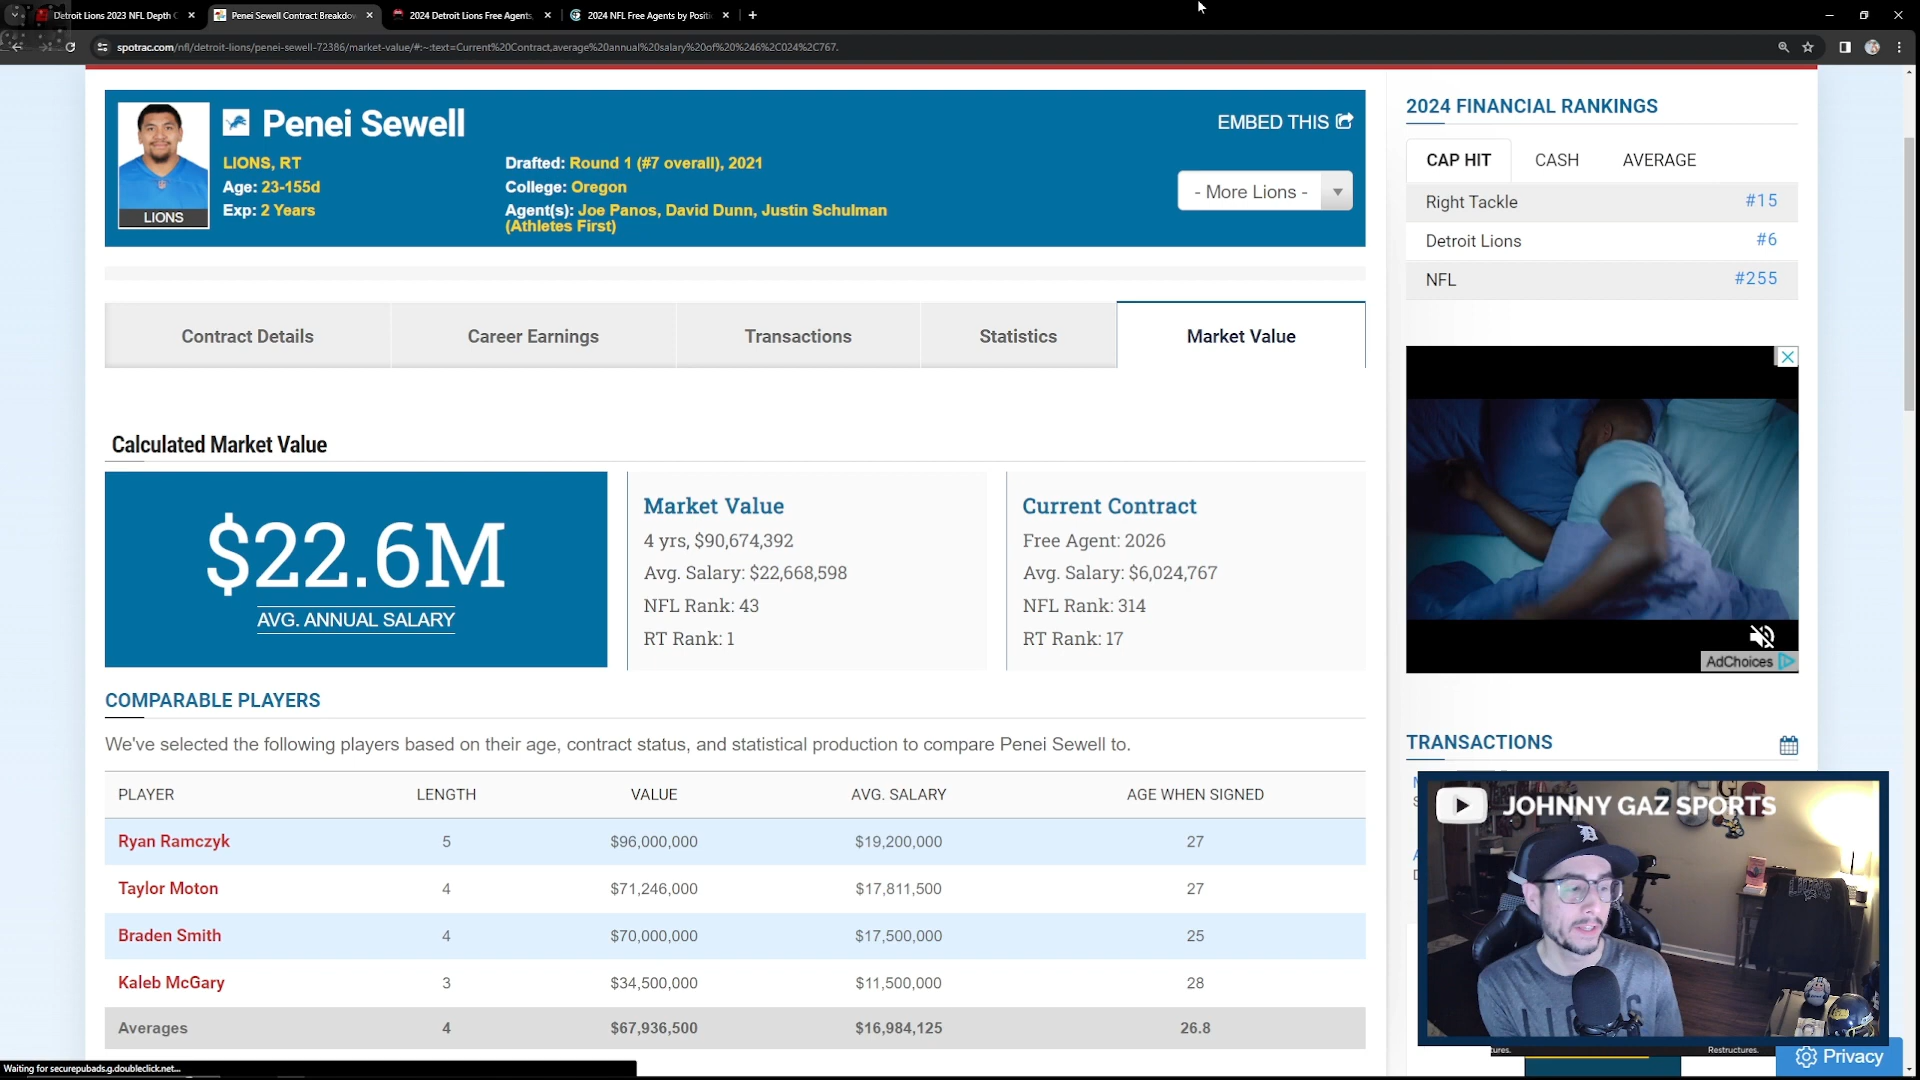 Detroit Lions 2023 NFL Depth C
Penei Sewell Contract Breakdow
2024 Detroit Lions Free Agents,
2024 NFL Free Agents by Positi
spotrac.com/nfl/detroit-lions/penei-sewell-72386/market-value/#:~:text=Current%20Contract,average%20annual%20salary%20of%20%246%2C024%2C767.
Penei Sewell
EMBED THIS
LIONS, RT
Age: 23-155d
Exp: 2 Years
LIONS
Drafted: Round 1 (#7 overall), 2021
College: Oregon
Agent(s): Joe Panos, David Dunn, Justin Schulman
(Athletes First)
- More Lions -
Contract Details
Career Earnings
Transactions
Statistics
Market Value
Calculated Market Value
$22.6M
AVG. ANNUAL SALARY
Market Value
4 yrs, $90,674,392
Avg. Salary: $22,668,598
NFL Rank: 43
RT Rank: 1
Current Contract
Free Agent: 2026
Avg. Salary: $6,024,767
NFL Rank: 314
RT Rank: 17
COMPARABLE PLAYERS
We've selected the following players based on their age, contract status, and statistical production to compare Penei Sewell to.
PLAYER LENGTH VALUE AVG. SALARY AGE WHEN SIGNED
Ryan Ramczyk 5 $96,000,000 $19,200,000 27
Taylor Moton 4 $71,246,000 $17,811,500 27
Braden Smith 4 $70,000,000 $17,500,000 25
Kaleb McGary 3 $34,500,000 $11,500,000 28
Averages 4 $67,936,500 $16,984,125 26.8
2024 FINANCIAL RANKINGS
CAP HIT CASH AVERAGE
Right Tackle #15
Detroit Lions #6
NFL #255
AdChoices
TRANSACTIONS
JOHNNY GAZ SPORTS
LIONS
Restructures.
Privacy
Waiting for securepubads.g.doubleclick.net...